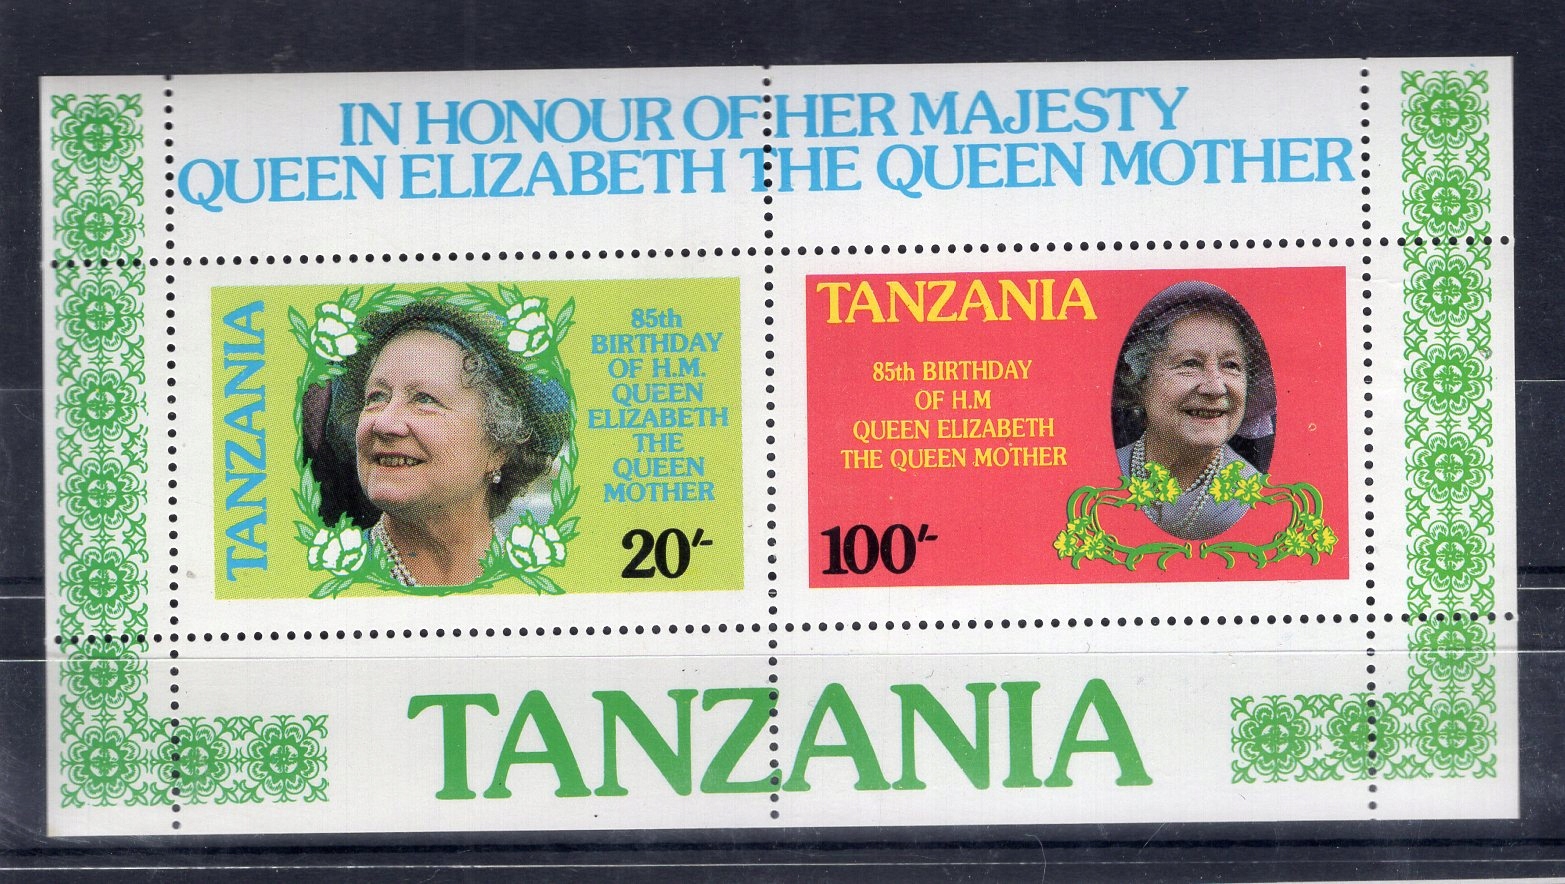 IN HONOUR OF HER MAJESTY
QUEEN ELIZABETH THE QUEEN MOTHER
TANZANIA
85th
BIRTHDAY
OF H.M.
QUEEN
ELIZABETH
THE
QUEEN
MOTHER
20/-
TANZANIA
85th BIRTHDAY
OF H.M
QUEEN ELIZABETH
THE QUEEN MOTHER
100/-
TANZANIA